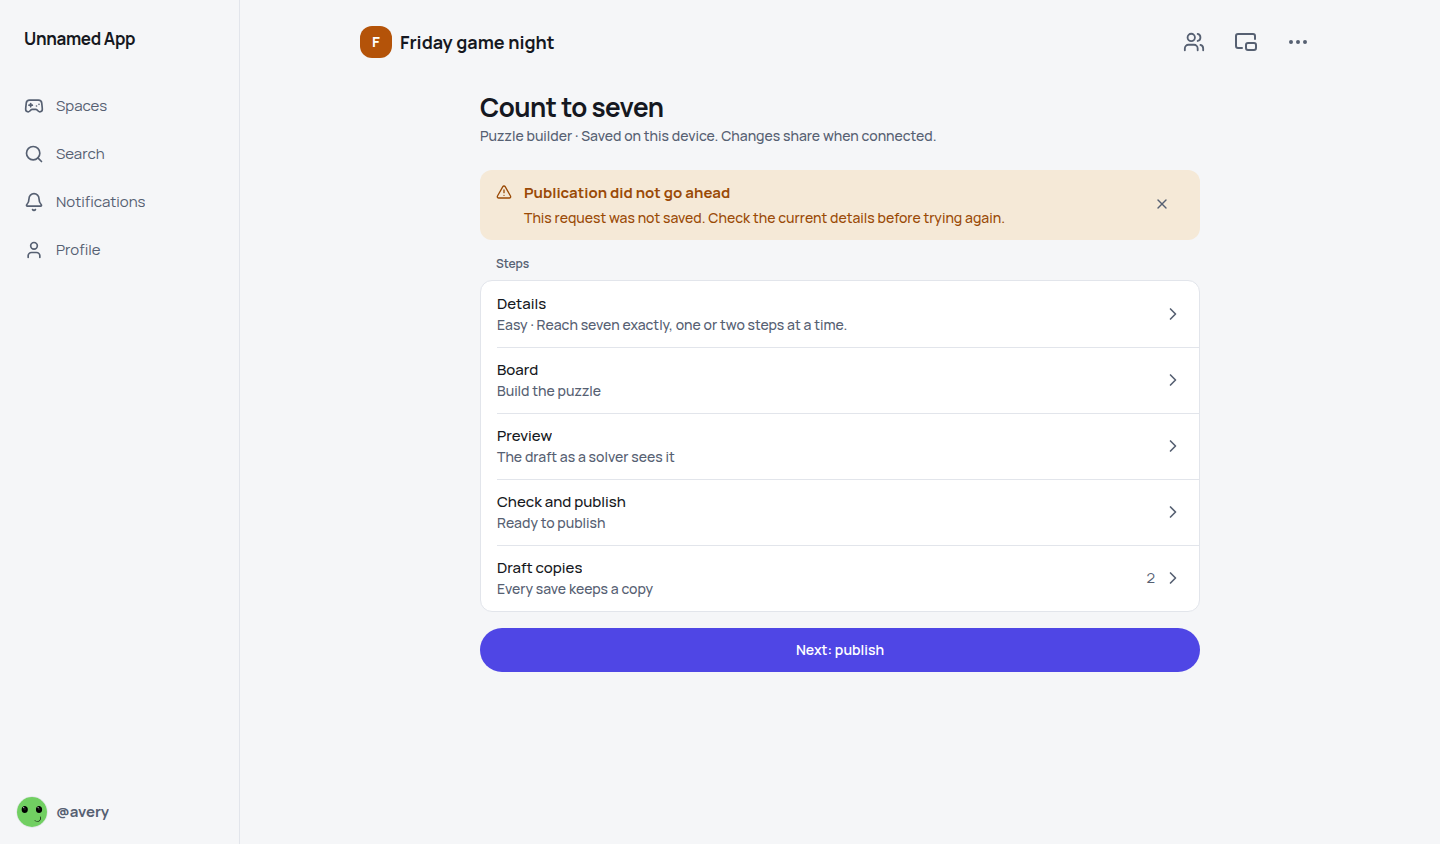 Unnamed App
Spaces
Search
Notifications
Profile
@avery
F Friday game night
Count to seven
Puzzle builder · Saved on this device. Changes share when connected.
Publication did not go ahead
This request was not saved. Check the current details before trying again.
Steps
Details
Easy · Reach seven exactly, one or two steps at a time.
Board
Build the puzzle
Preview
The draft as a solver sees it
Check and publish
Ready to publish
Draft copies
Every save keeps a copy
2
Next: publish